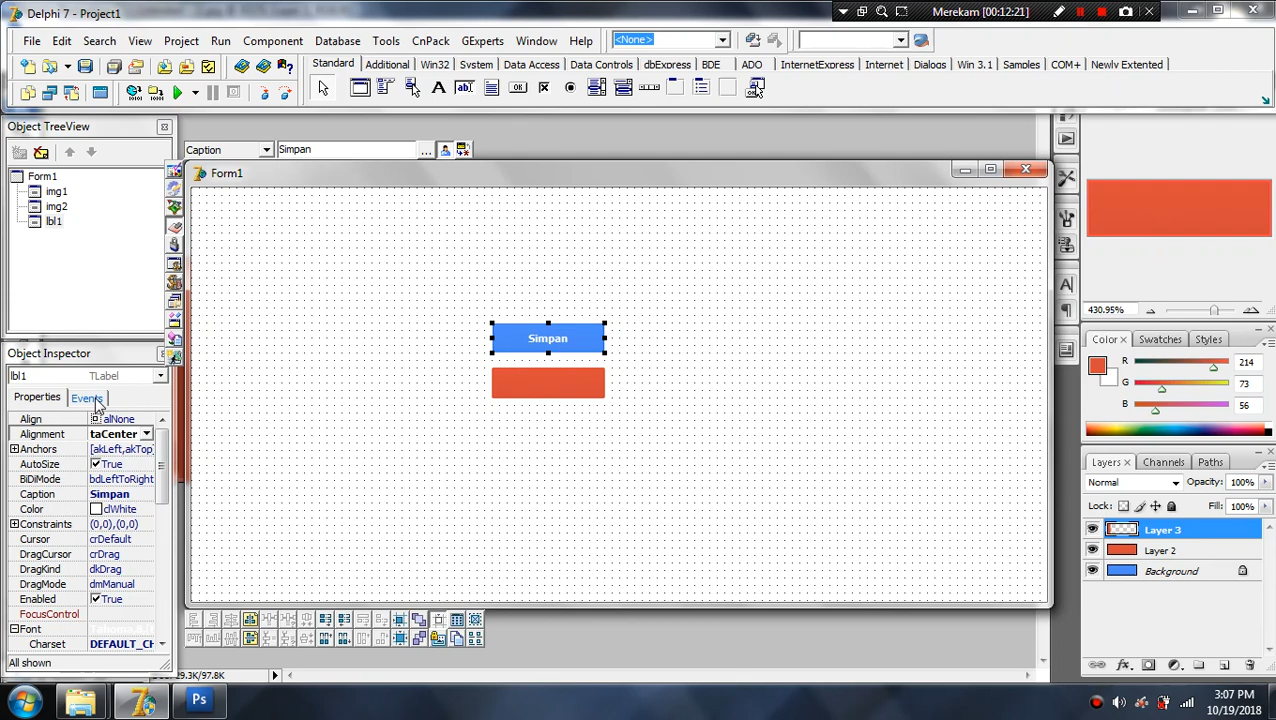 Delphi 7 - Project1
Merekam [00:12:21]
File Edit Search View Project Run Component Database Tools CnPack GExperts Window Help
<None>
Standard Additional Win32 System Data Access Data Controls dbExpress BDE ADO InternetExpress Internet Dialogs Win 3.1 Samples COM+ Newlv Extented
Object TreeView
Form1
img1
img2
lbl1
Caption Simpan ...
Form1
Simpan
Object Inspector
lbl1 TLabel
Properties Events
Align alNone
Alignment taCenter
Anchors [akLeft,akTop]
AutoSize True
BiDiMode bdLeftToRight
Caption Simpan
Color clWhite
Constraints (0,0),(0,0)
Cursor crDefault
DragCursor crDrag
DragKind dkDrag
DragMode dmManual
Enabled True
FocusControl
Font
Charset DEFAULT_CH
All shown
29.3K/97.8K
430.95%
Color Swatches Styles
R 214
G 73
B 56
Layers Channels Paths
Normal Opacity: 100%
Lock: Fill: 100%
Layer 3
Layer 2
Background
Ps
3:07 PM
10/19/2018